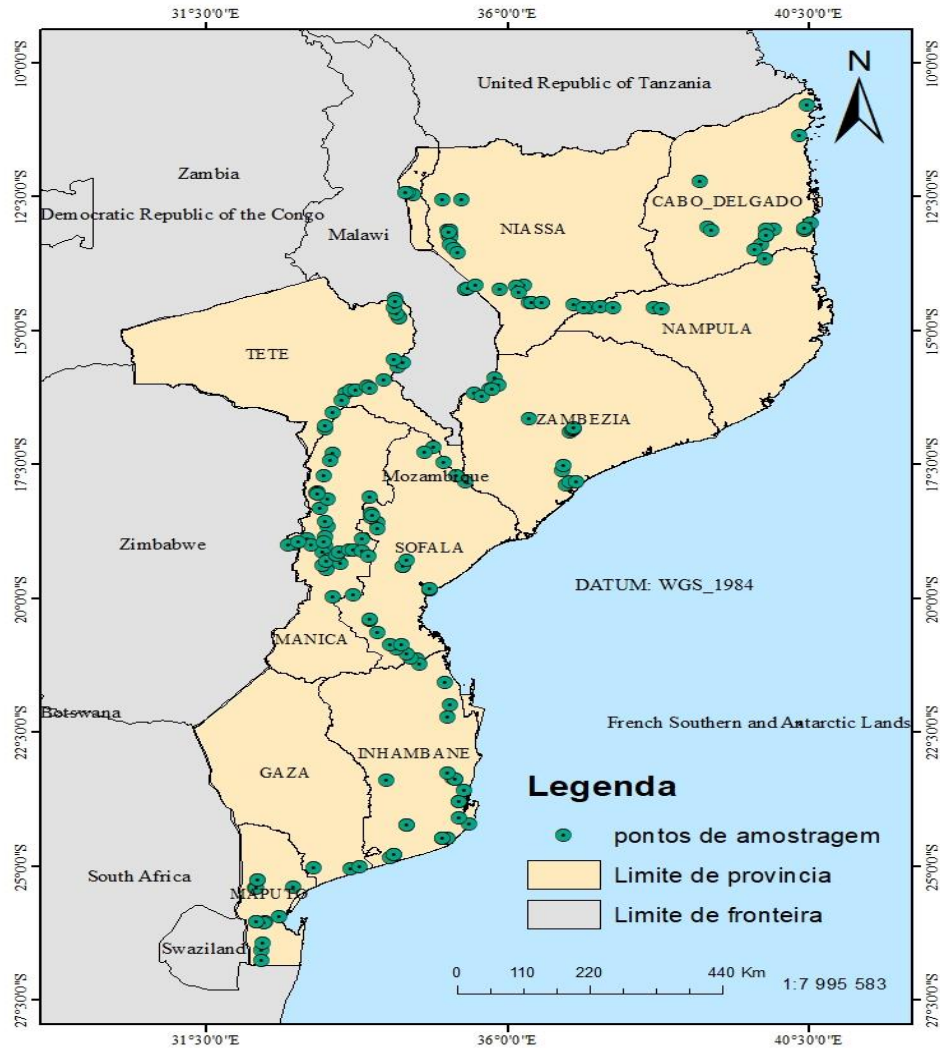 31°30'0"E 36°0'0"E 40°30'0"E
10°0'0"S
12°30'0"S
15°0'0"S
17°30'0"S
20°0'0"S
22°30'0"S
25°0'0"S
27°30'0"S
United Republic of Tanzania
N
Zambia
Democratic Republic of the Congo
Malawi
CABO_DELGADO
NIASSA
NAMPULA
TETE
ZAMBEZIA
Mozambique
Zimbabwe
SOFALA
DATUM: WGS_1984
MANICA
Botswana
French Southern and Antarctic Lands
INHAMBANE
GAZA
Legenda
pontos de amostragem
Limite de provincia
Limite de fronteira
South Africa
MAPUTO
Swaziland
0 110 220 440 Km
1:7 995 583
10°0'0"S
12°30'0"S
15°0'0"S
17°30'0"S
20°0'0"S
22°30'0"S
25°0'0"S
27°30'0"S
31°30'0"E 36°0'0"E 40°30'0"E